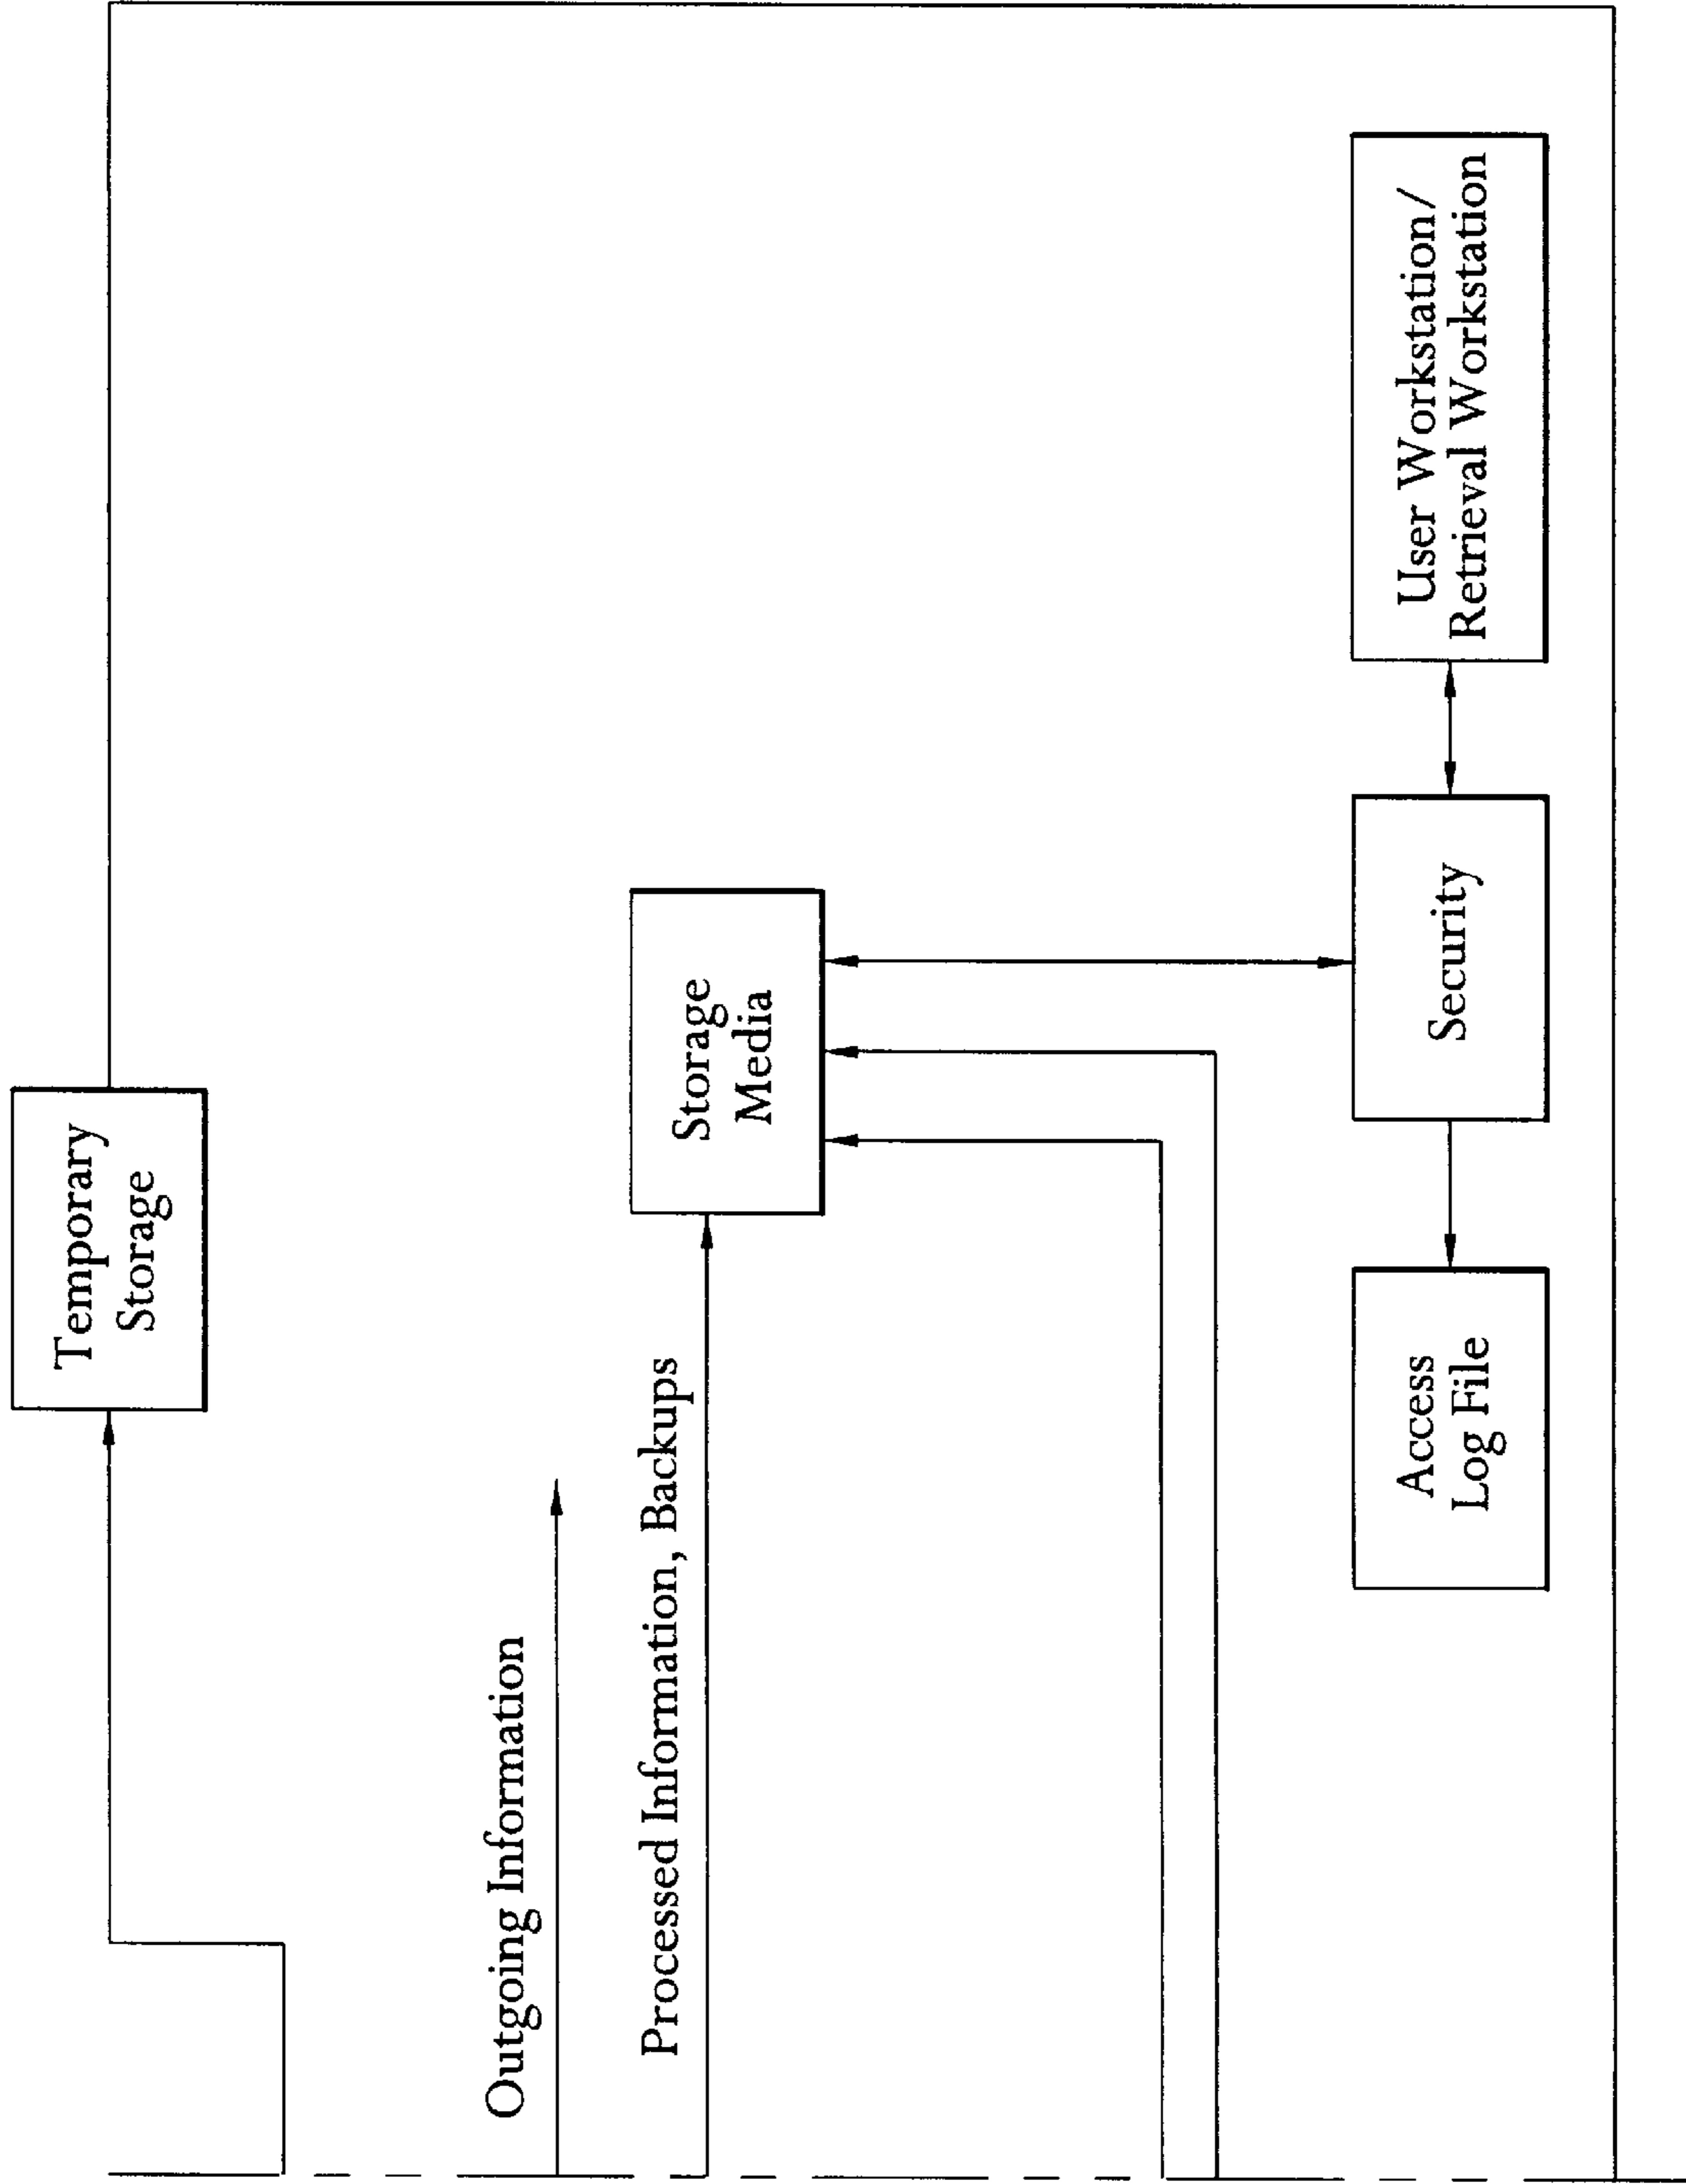 Temporary
Storage
Outgoing Information
Processed Information, Backups
Storage
Media
Access
Log File
Security
User Workstation/
Retrieval Workstation